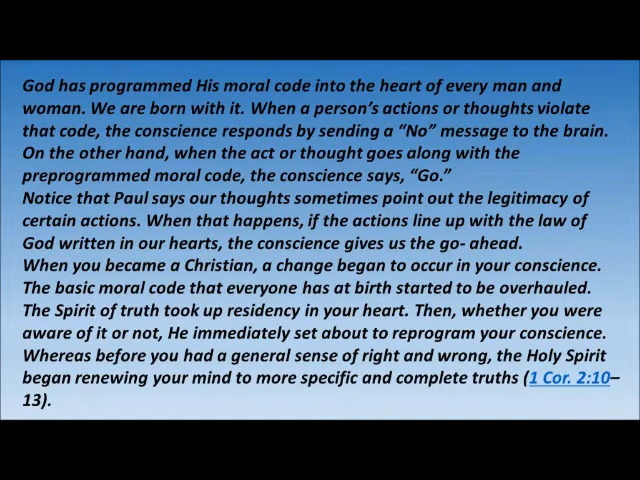 God has programmed His moral code into the heart of every man and
woman. We are born with it. When a person's actions or thoughts violate
that code, the conscience responds by sending a “No” message to the brain.
On the other hand, when the act or thought goes along with the
preprogrammed moral code, the conscience says, “Go.”
Notice that Paul says our thoughts sometimes point out the legitimacy of
certain actions. When that happens, if the actions line up with the law of
God written in our hearts, the conscience gives us the go- ahead.
When you became a Christian, a change began to occur in your conscience.
The basic moral code that everyone has at birth started to be overhauled.
The Spirit of truth took up residency in your heart. Then, whether you were
aware of it or not, He immediately set about to reprogram your conscience.
Whereas before you had a general sense of right and wrong, the Holy Spirit
began renewing your mind to more specific and complete truths (1 Cor. 2:10–
13).